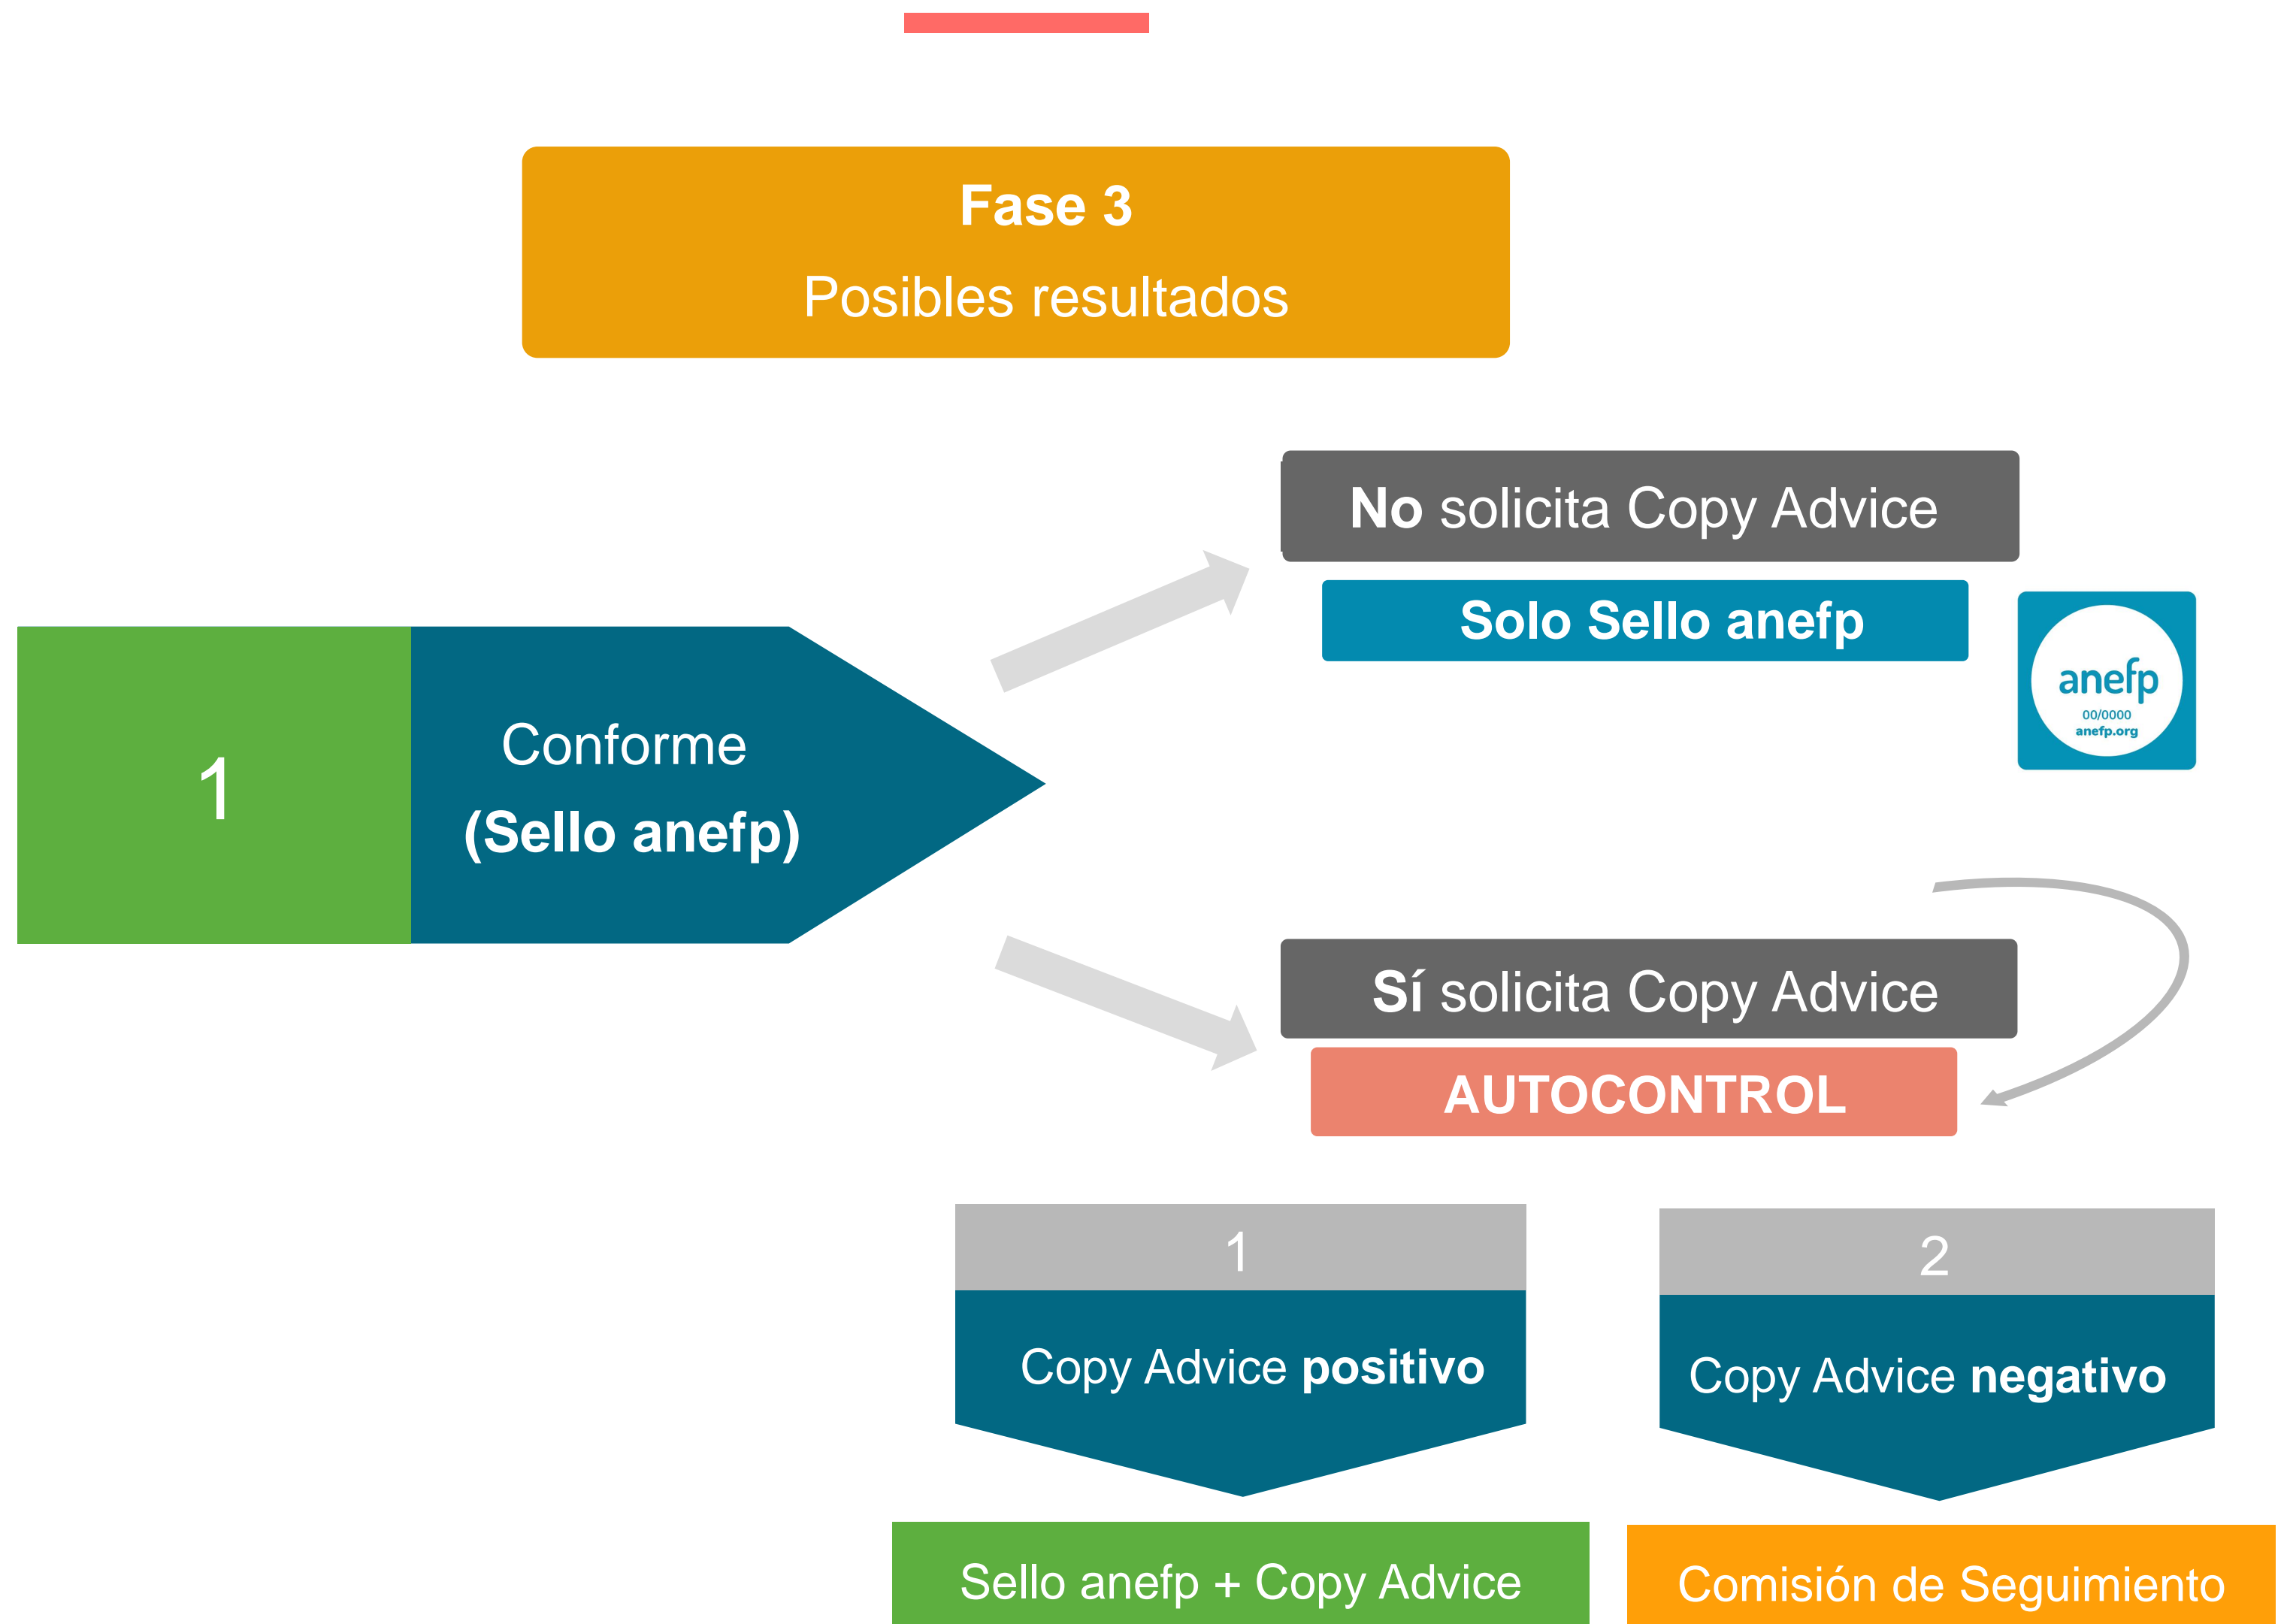 Fase 3
Posibles resultados
No solicita Copy Advice
Solo Sello anefp
anefp
00/0000
anefp.org
1
Conforme
(Sello anefp)
Sí solicita Copy Advice
AUTOCONTROL
1
Copy Advice positivo
Sello anefp + Copy Advice
2
Copy Advice negativo
Comisión de Seguimiento